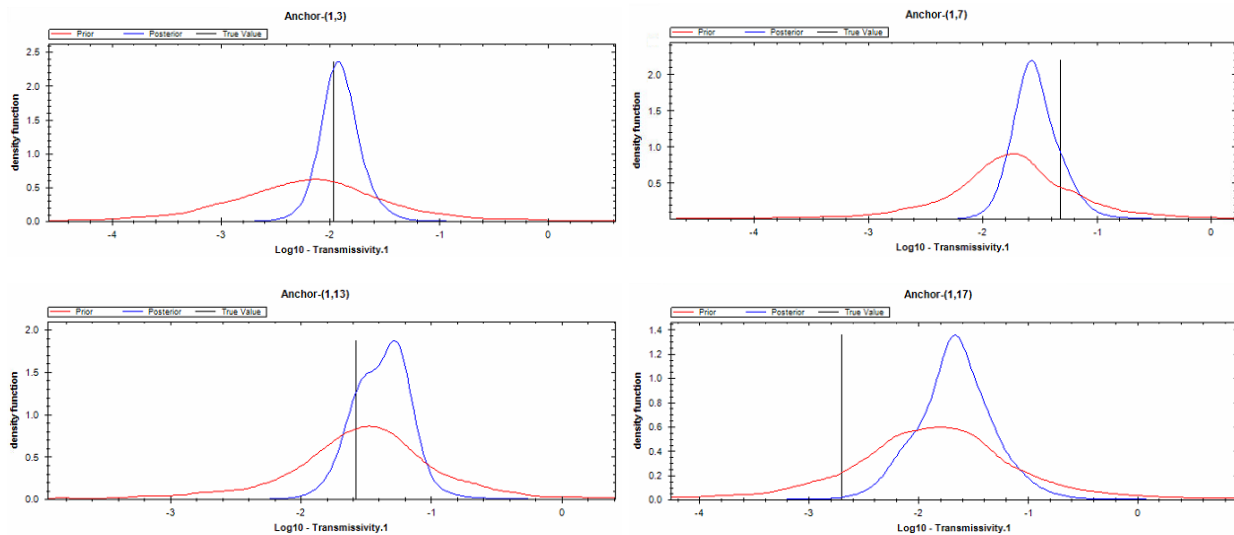 Anchor-(1,3)
Prior Posterior True Value
2.5
2.0
1.5
1.0
0.5
0.0
density function
-4 -3 -2 -1 0
Log10 - Transmissivity.1
Anchor-(1,7)
Prior Posterior True Value
2.0
1.5
1.0
0.5
density function
-4 -3 -2 -1 0
Log10 - Transmissivity.1
Anchor-(1,13)
Prior Posterior True Value
2.0
1.5
1.0
0.5
0.0
density function
-3 -2 -1 0
Log10 - Transmissivity.1
Anchor-(1,17)
Prior Posterior True Value
1.4
1.2
1.0
0.8
0.6
0.4
0.2
0.0
density function
-4 -3 -2 -1 0
Log10 - Transmissivity.1